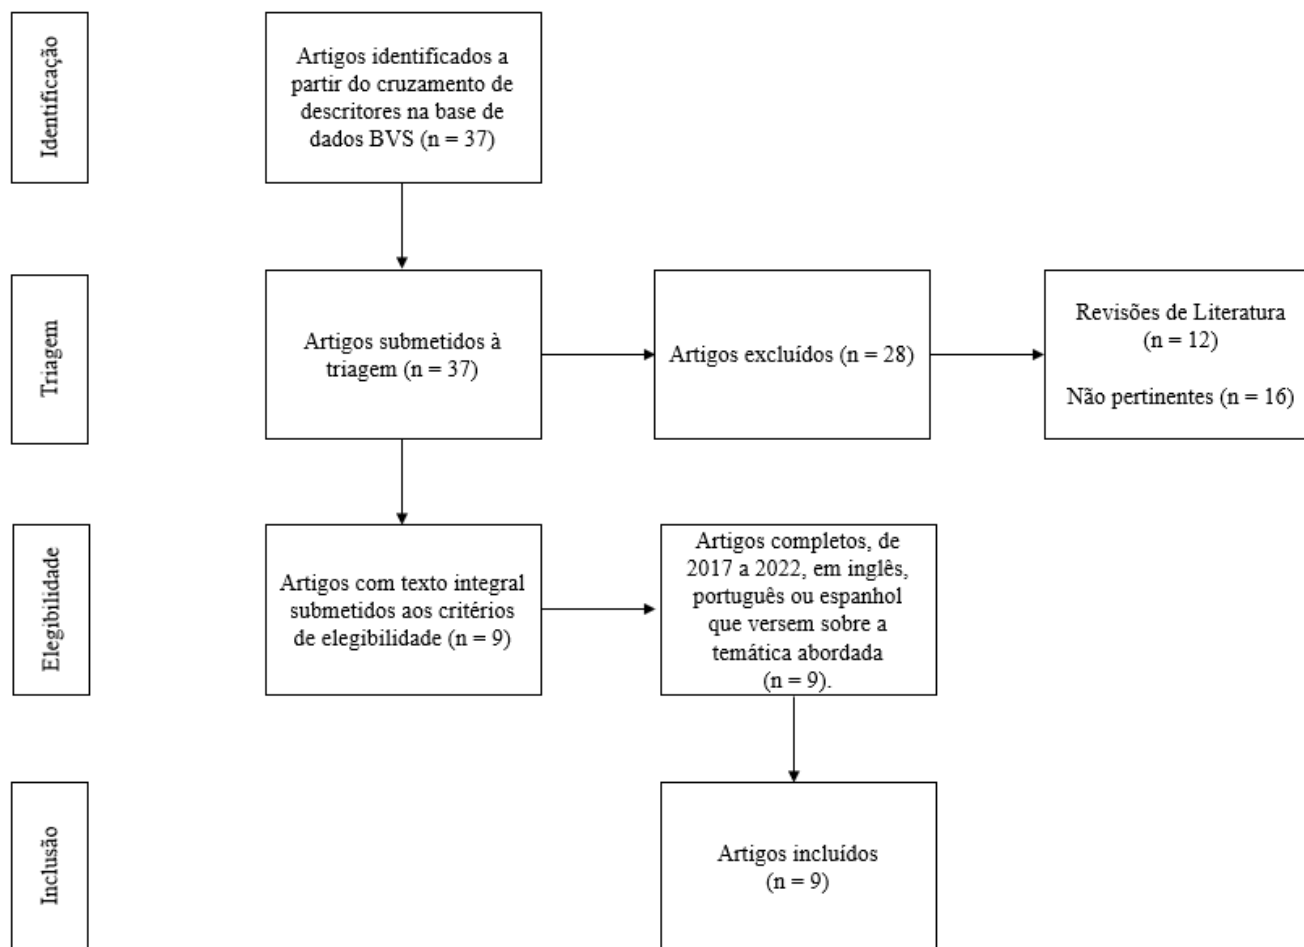 Identificação
Artigos identificados a
partir do cruzamento de
descritores na base de
dados BVS (n = 37)
Triagem
Artigos submetidos à
triagem (n = 37)
Artigos excluídos (n = 28)
Revisões de Literatura
(n = 12)
Não pertinentes (n = 16)
Elegibilidade
Artigos com texto integral
submetidos aos critérios
de elegibilidade (n = 9)
Artigos completos, de
2017 a 2022, em inglês,
português ou espanhol
que versem sobre a
temática abordada
(n = 9).
Inclusão
Artigos incluídos
(n = 9)